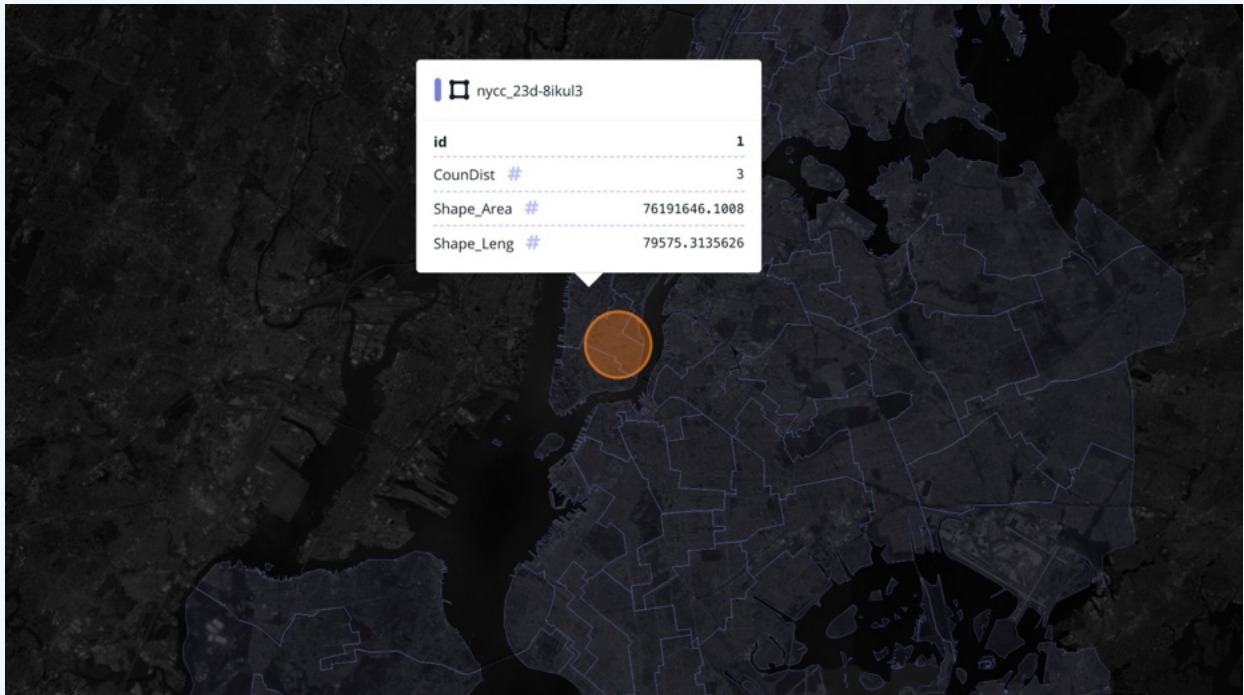 nycc_23d-8ikul3
id 1
CounDist # 3
Shape_Area # 76191646.1008
Shape_Leng # 79575.3135626